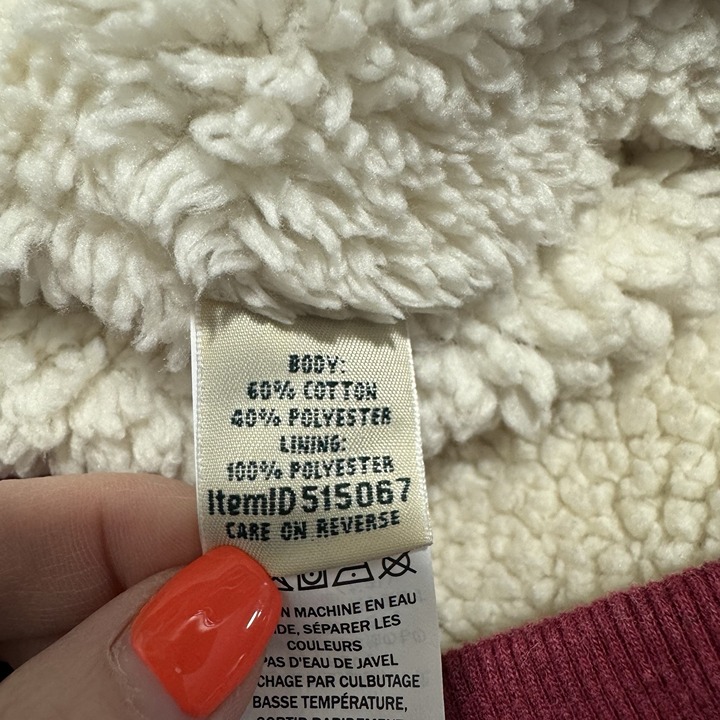 BODY:
60% COTTON
40% POLYESTER
LINING:
100% POLYESTER
ItemID 515067
CARE ON REVERSE
N MACHINE EN EAU
DE, SÉPARER LES
COULEURS
PAS D'EAU DE JAVEL
CHAGE PAR CULBUTAGE
BASSE TEMPÉRATURE,